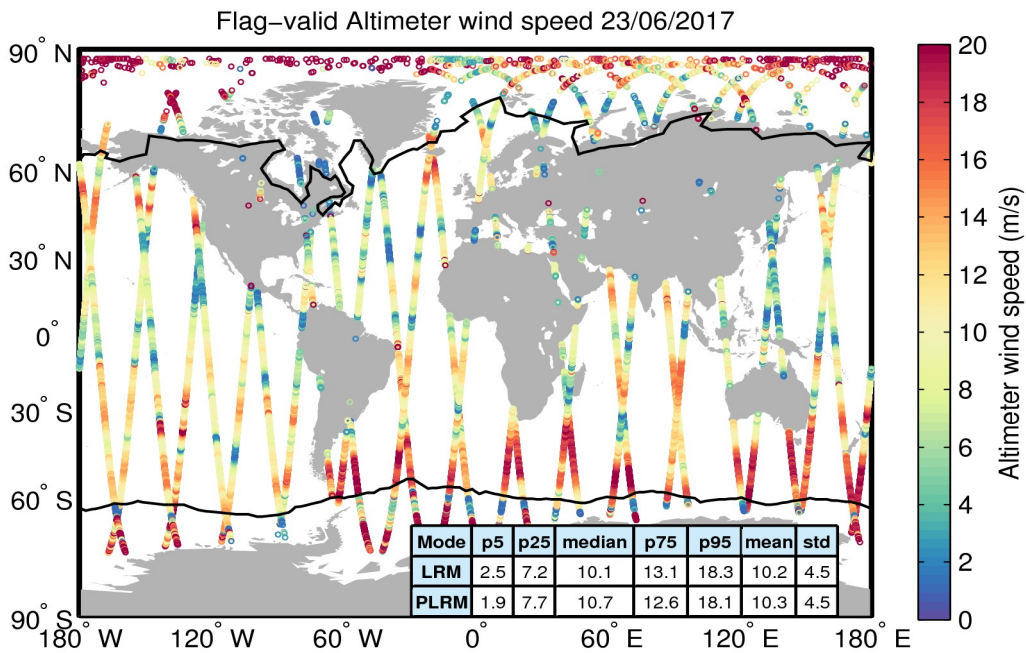 Flag−valid Altimeter wind speed 23/06/2017
90° N
60° N
30° N
0°
30° S
60° S
90° S
180° W
120° W
60° W
0°
60° E
120° E
180° E
Mode p5 p25 median p75 p95 mean std
LRM 2.5 7.2 10.1 13.1 18.3 10.2 4.5
PLRM 1.9 7.7 10.7 12.6 18.1 10.3 4.5
20
18
16
14
12
10
8
6
4
2
0
Altimeter wind speed (m/s)